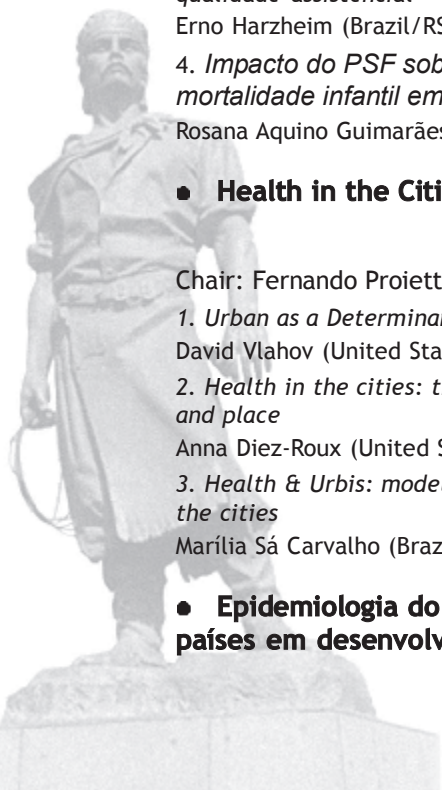 qualidade assistencial
Erno Harzheim (Brazil/RS
4. Impacto do PSF sob
mortalidade infantil em
Rosana Aquino Guimarães
• Health in the Citi
Chair: Fernando Proiett
1. Urban as a Determina
David Vlahov (United Sta
2. Health in the cities: t
and place
Anna Diez-Roux (United S
3. Health & Urbis: mode
the cities
Marília Sá Carvalho (Braz
• Epidemiologia do
países em desenvolv